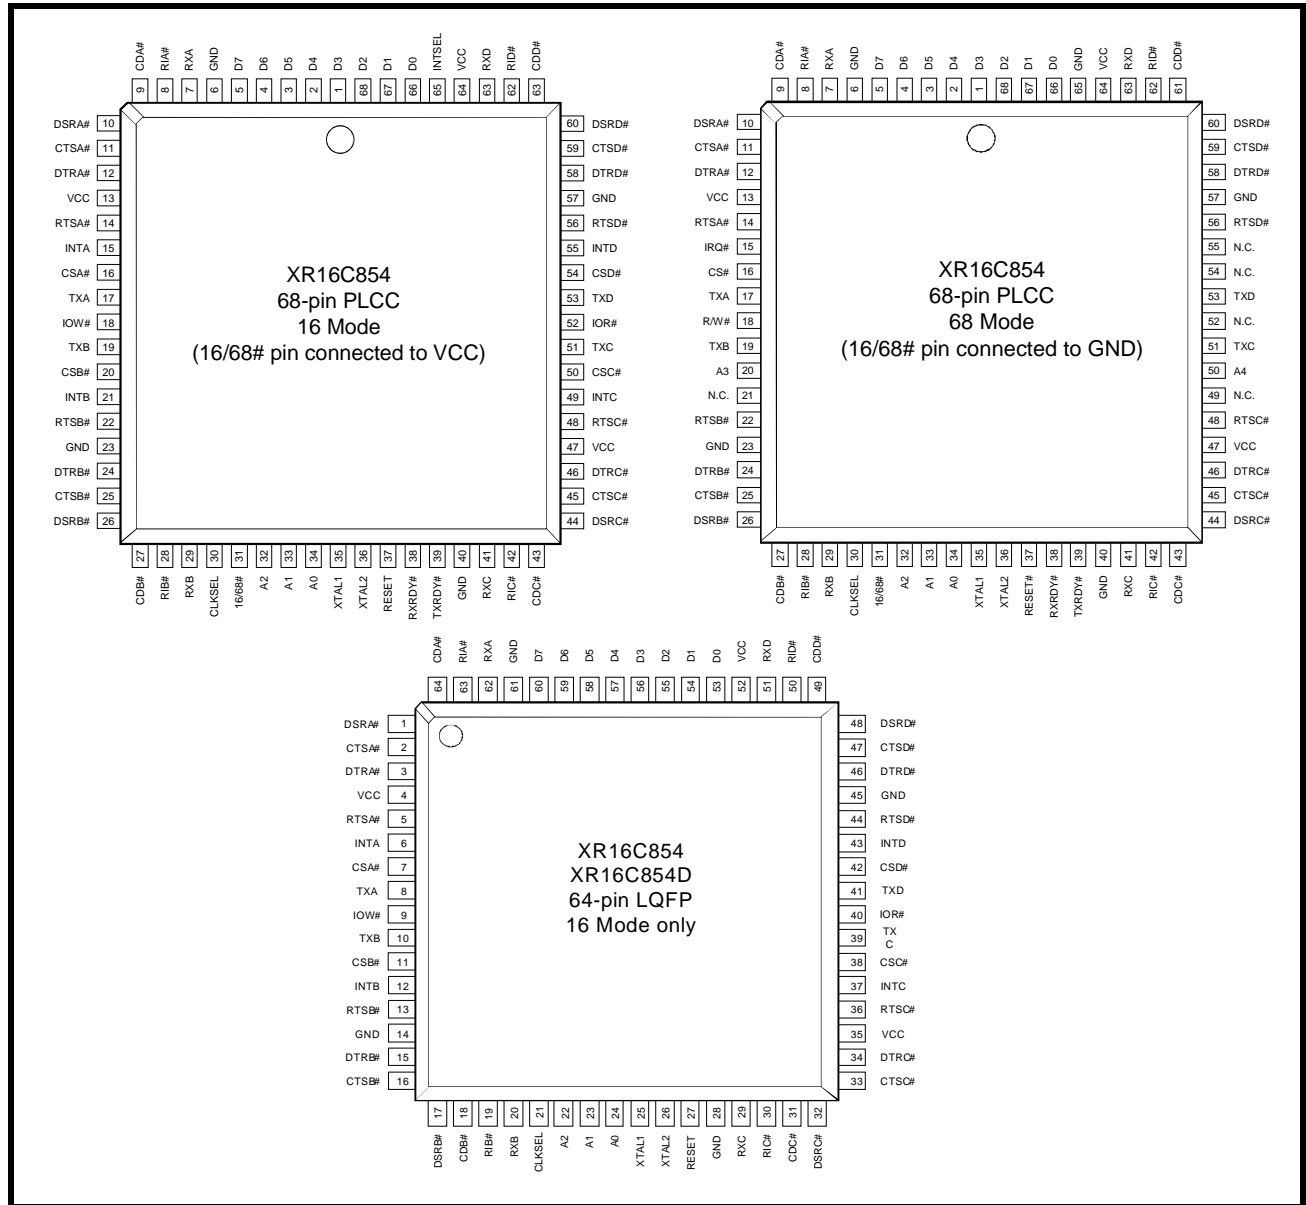 CDA# RIA# RXA GND D7 D6 D5 D4 D3 D2 D1 D0 INTSEL VCC RXD RID# CDD#
9 8 7 6 5 4 3 2 1 68 67 66 65 64 63 62 63
DSRA# 10 60 DSRD#
CTSA# 11 59 CTSD#
DTRA# 12 58 DTRD#
VCC 13 57 GND
RTSA# 14 56 RTSD#
INTA 15 55 INTD
CSA# 16 54 CSD#
TXA 17 53 TXD
IOW# 18 52 IOR#
TXB 19 51 TXC
CSB# 20 50 CSC#
INTB 21 49 INTC
RTSB# 22 48 RTSC#
GND 23 47 VCC
DTRB# 24 46 DTRC#
CTSB# 25 45 CTSC#
DSRB# 26 44 DSRC#
XR16C854
68-pin PLCC
16 Mode
(16/68# pin connected to VCC)
27 28 29 30 31 32 33 34 35 36 37 38 39 40 41 42 43
CDB# RIB# RXB CLKSEL 16/68# A2 A1 A0 XTAL1 XTAL2 RESET RXRDY# TXRDY# GND RXC RIC# CDC#
CDA# RIA# RXA GND D7 D6 D5 D4 D3 D2 D1 D0 GND VCC RXD RID# CDD#
9 8 7 6 5 4 3 2 1 68 67 66 65 64 63 62 61
DSRA# 10 60 DSRD#
CTSA# 11 59 CTSD#
DTRA# 12 58 DTRD#
VCC 13 57 GND
RTSA# 14 56 RTSD#
IRQ# 15 55 N.C.
CS# 16 54 N.C.
TXA 17 53 TXD
R/W# 18 52 N.C.
TXB 19 51 TXC
A3 20 50 A4
N.C. 21 49 N.C.
RTSB# 22 48 RTSC#
GND 23 47 VCC
DTRB# 24 46 DTRC#
CTSB# 25 45 CTSC#
DSRB# 26 44 DSRC#
XR16C854
68-pin PLCC
68 Mode
(16/68# pin connected to GND)
27 28 29 30 31 32 33 34 35 36 37 38 39 40 41 42 43
CDB# RIB# RXB CLKSEL 16/68# A2 A1 A0 XTAL1 XTAL2 RESET# RXRDY# TXRDY# GND RXC RIC# CDC#
CDA# RIA# RXA GND D7 D6 D5 D4 D3 D2 D1 D0 VCC RXD RID# CDD#
64 63 62 61 60 59 58 57 56 55 54 53 52 51 50 49
DSRA# 1 48 DSRD#
CTSA# 2 47 CTSD#
DTRA# 3 46 DTRD#
VCC 4 45 GND
RTSA# 5 44 RTSD#
INTA 6 43 INTD
CSA# 7 42 CSD#
TXA 8 41 TXD
IOW# 9 40 IOR#
TXB 10 39 TX
C
CSB# 11 38 CSC#
INTB 12 37 INTC
RTSB# 13 36 RTSC#
GND 14 35 VCC
DTRB# 15 34 DTRC#
CTSB# 16 33 CTSC#
XR16C854
XR16C854D
64-pin LQFP
16 Mode only
17 18 19 20 21 22 23 24 25 26 27 28 29 30 31 32
DSRB# CDB# RIB# RXB CLKSEL A2 A1 A0 XTAL1 XTAL2 RESET GND RXC RIC# CDC# DSRC#